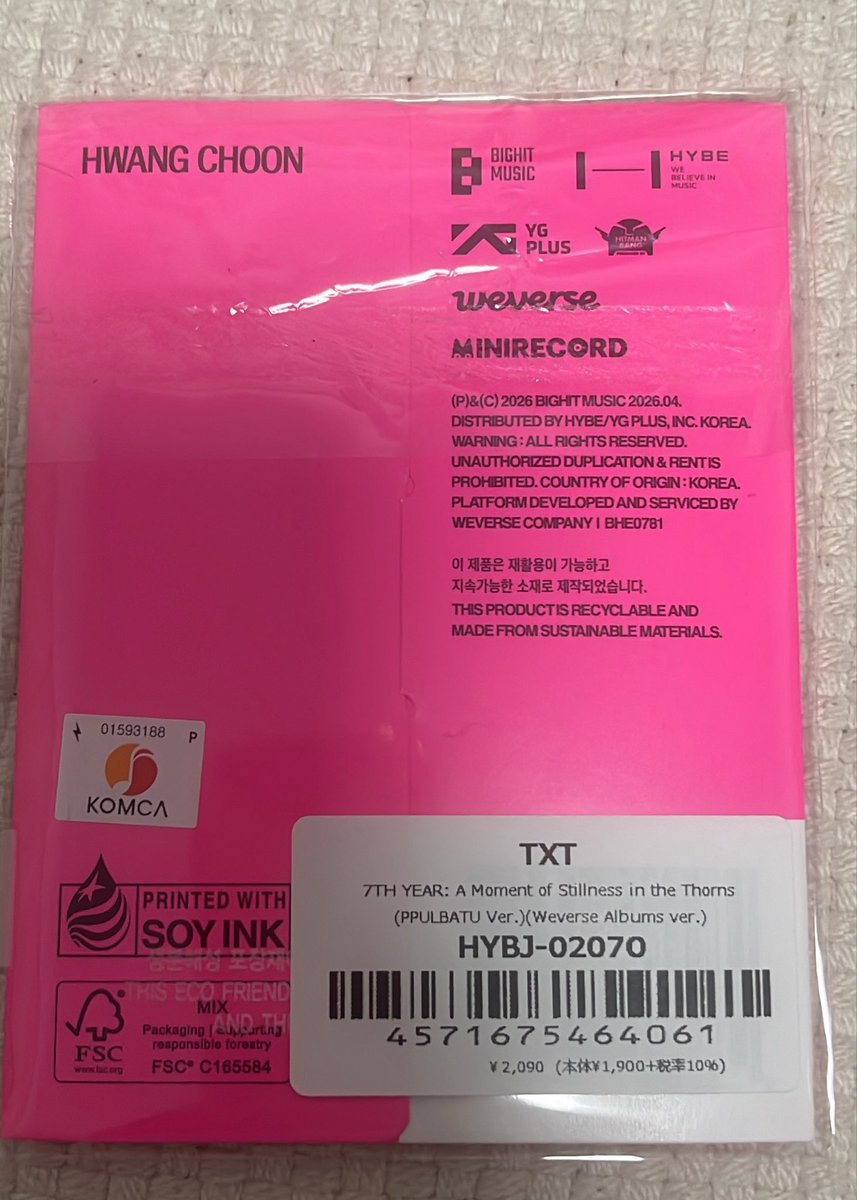 HWANG CHOON
BIGHIT
MUSIC
HYBE
WE
BELIEVE IN
MUSIC
YG
PLUS
HITMAN
BANG
weverse
MINIRECORD
(P)&(C) 2026 BIGHIT MUSIC 2026.04.
DISTRIBUTED BY HYBE/YG PLUS, INC. KOREA.
WARNING : ALL RIGHTS RESERVED.
UNAUTHORIZED DUPLICATION & RENT IS
PROHIBITED. COUNTRY OF ORIGIN : KOREA.
PLATFORM DEVELOPED AND SERVICED BY
WEVERSE COMPANY | BHE0781
이 제품은 재활용이 가능하고
지속가능한 소재로 제작되었습니다.
THIS PRODUCT IS RECYCLABLE AND
MADE FROM SUSTAINABLE MATERIALS.
01593188 P
KOMCA
PRINTED WITH
SOY INK
THIS ECO FRIEND
AND TH
MIX
Packaging | Supporting
responsible forestry
FSC® C165584
FSC
www.fsc.org
TXT
7TH YEAR: A Moment of Stillness in the Thorns
(PPULBATU Ver.)(Weverse Albums ver.)
HYBJ-02070
4571675464061
¥2,090 (本体¥1,900+税率10%)